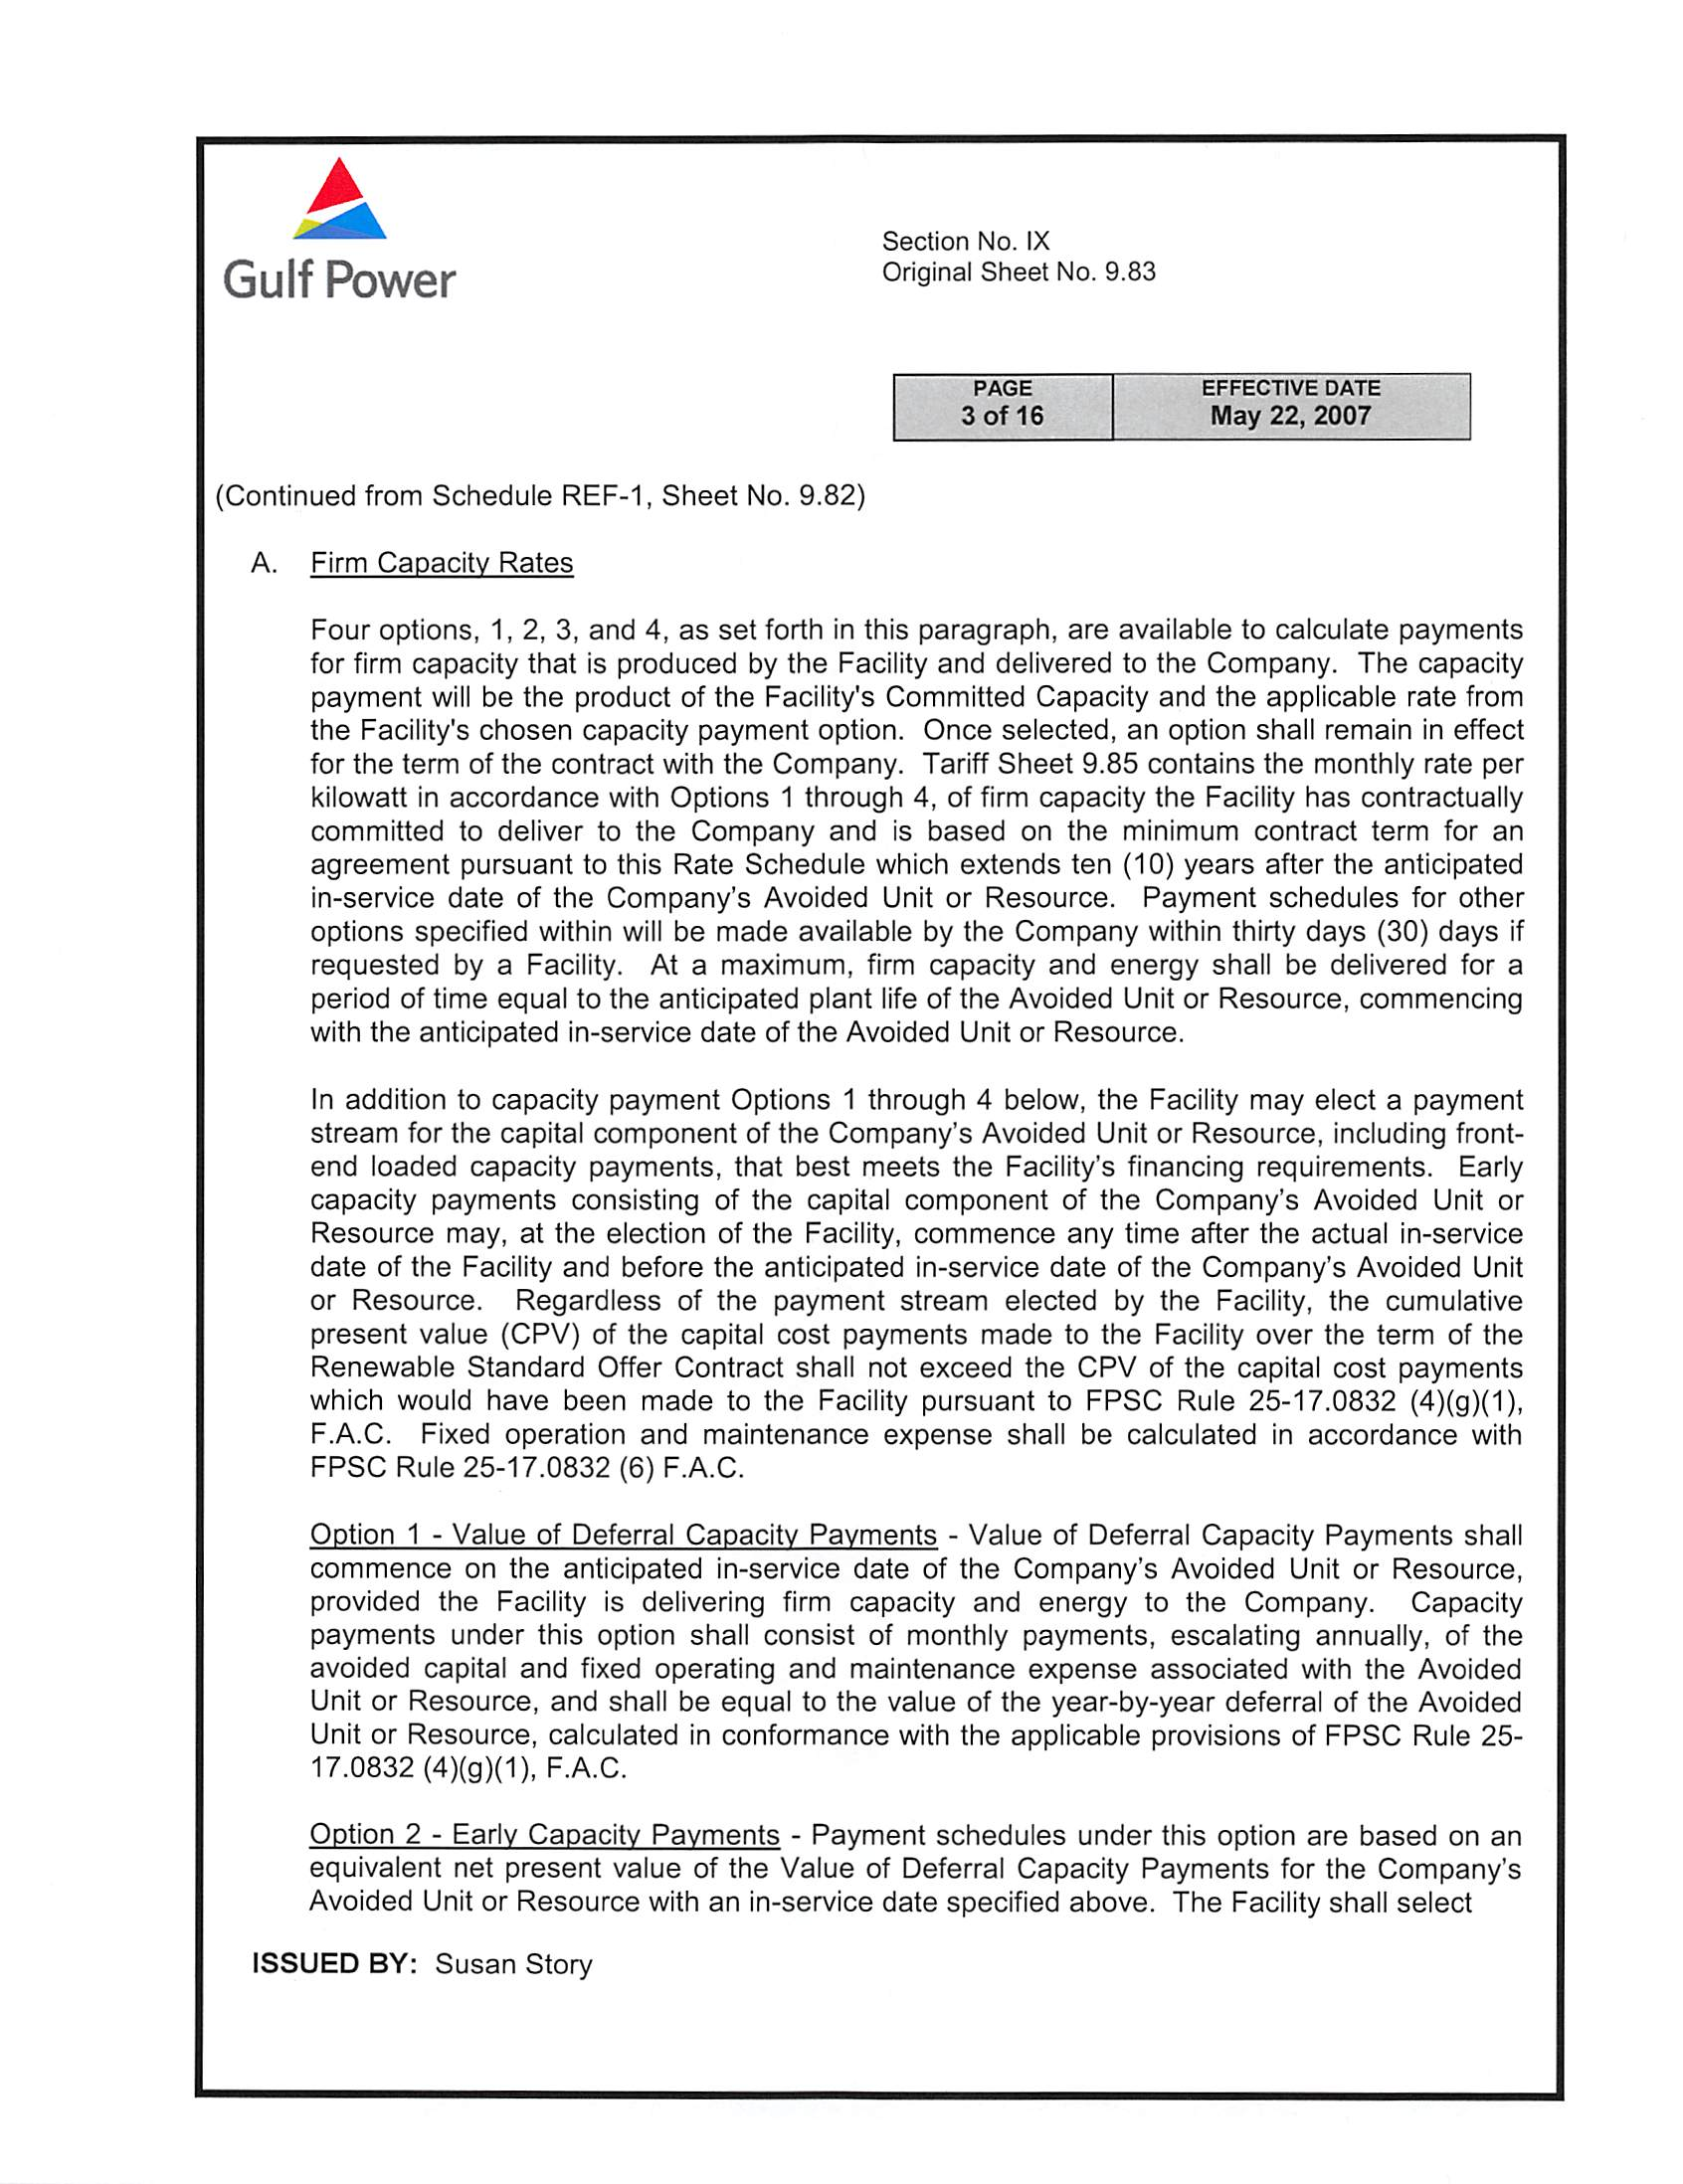 Gulf Power
Section No. IX
Original Sheet No. 9.83
PAGE
3 of 16
EFFECTIVE DATE
May 22, 2007
(Continued from Schedule REF-1, Sheet No. 9.82)
A. Firm Capacity Rates
Four options, 1, 2, 3, and 4, as set forth in this paragraph, are available to calculate payments
for firm capacity that is produced by the Facility and delivered to the Company. The capacity
payment will be the product of the Facility's Committed Capacity and the applicable rate from
the Facility's chosen capacity payment option. Once selected, an option shall remain in effect
for the term of the contract with the Company. Tariff Sheet 9.85 contains the monthly rate per
kilowatt in accordance with Options 1 through 4, of firm capacity the Facility has contractually
committed to deliver to the Company and is based on the minimum contract term for an
agreement pursuant to this Rate Schedule which extends ten (10) years after the anticipated
in-service date of the Company's Avoided Unit or Resource. Payment schedules for other
options specified within will be made available by the Company within thirty days (30) days if
requested by a Facility. At a maximum, firm capacity and energy shall be delivered for a
period of time equal to the anticipated plant life of the Avoided Unit or Resource, commencing
with the anticipated in-service date of the Avoided Unit or Resource.
In addition to capacity payment Options 1 through 4 below, the Facility may elect a payment
stream for the capital component of the Company's Avoided Unit or Resource, including front-
end loaded capacity payments, that best meets the Facility's financing requirements. Early
capacity payments consisting of the capital component of the Company's Avoided Unit or
Resource may, at the election of the Facility, commence any time after the actual in-service
date of the Facility and before the anticipated in-service date of the Company's Avoided Unit
or Resource. Regardless of the payment stream elected by the Facility, the cumulative
present value (CPV) of the capital cost payments made to the Facility over the term of the
Renewable Standard Offer Contract shall not exceed the CPV of the capital cost payments
which would have been made to the Facility pursuant to FPSC Rule 25-17.0832 (4)(g)(1),
F.A.C. Fixed operation and maintenance expense shall be calculated in accordance with
FPSC Rule 25-17.0832 (6) F.A.C.
Option 1 - Value of Deferral Capacity Payments - Value of Deferral Capacity Payments shall
commence on the anticipated in-service date of the Company's Avoided Unit or Resource,
provided the Facility is delivering firm capacity and energy to the Company. Capacity
payments under this option shall consist of monthly payments, escalating annually, of the
avoided capital and fixed operating and maintenance expense associated with the Avoided
Unit or Resource, and shall be equal to the value of the year-by-year deferral of the Avoided
Unit or Resource, calculated in conformance with the applicable provisions of FPSC Rule 25-
17.0832 (4)(g)(1), F.A.C.
Option 2 - Early Capacity Payments - Payment schedules under this option are based on an
equivalent net present value of the Value of Deferral Capacity Payments for the Company's
Avoided Unit or Resource with an in-service date specified above. The Facility shall select
ISSUED BY: Susan Story